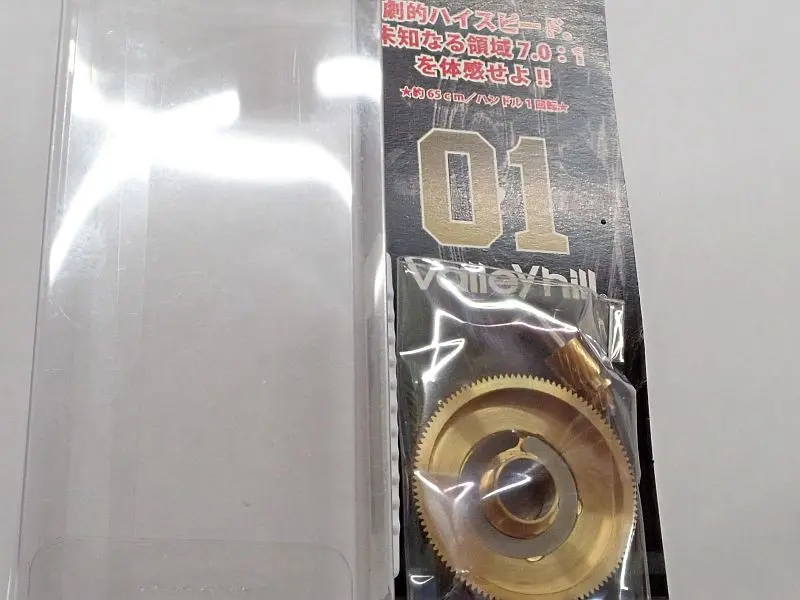 劇的ハイスピード。
未知なる領域7.0:1
を体感せよ!!
★約65cm/ハンドル1回転★
01
Valleyhill